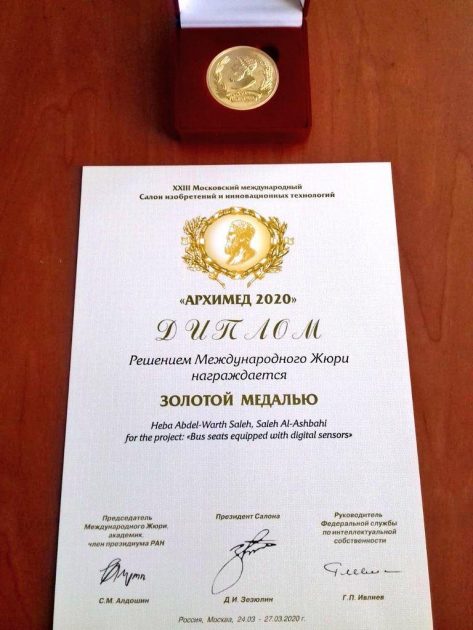 XXIII Московский международный
Салон изобретений и инновационных технологий
«АРХИМЕД 2020»
ДИПЛОМ
Решением Международного Жюри
награждается
ЗОЛОТОЙ МЕДАЛЬЮ
Heba Abdel-Warth Saleh, Saleh Al-Ashbahi
for the project: «Bus seats equipped with digital sensors»
Председатель
Международного Жюри,
академик,
член президиума РАН
С.М. Алдошин
Президент Салона
Д.И. Зезюлин
Руководитель
Федеральной службы
по интеллектуальной
собственности
Г.П. Ивлиев
Россия, Москва, 24.03 - 27.03.2020 г.